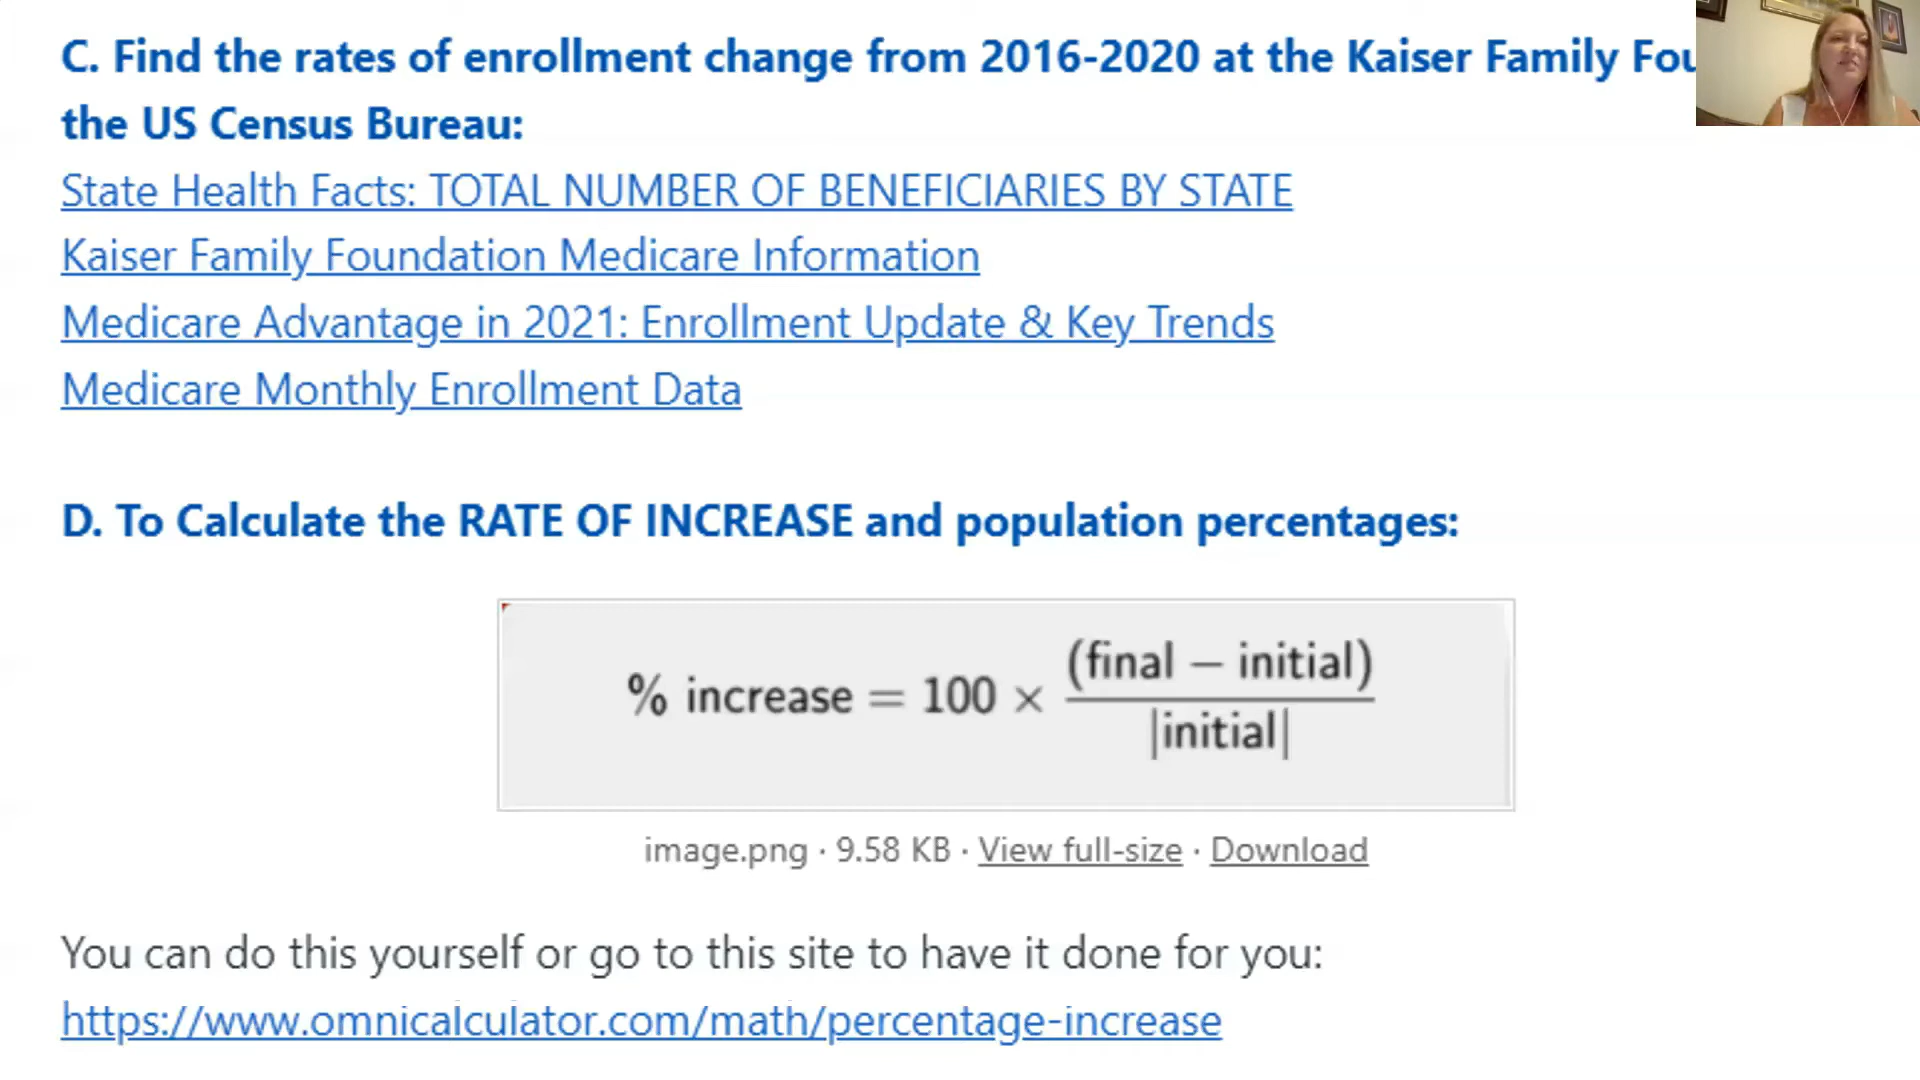 C. Find the rates of enrollment change from 2016-2020 at the Kaiser Family
the US Census Bureau:
State Health Facts: TOTAL NUMBER OF BENEFICIARIES BY STATE
Kaiser Family Foundation Medicare Information
Medicare Advantage in 2021: Enrollment Update & Key Trends
Medicare Monthly Enrollment Data
D. To Calculate the RATE OF INCREASE and population percentages:
% increase = 100 × (final − initial)
|initial|
image.png · 9.58 KB · View full-size · Download
You can do this yourself or go to this site to have it done for you:
https://www.omnicalculator.com/math/percentage-increase